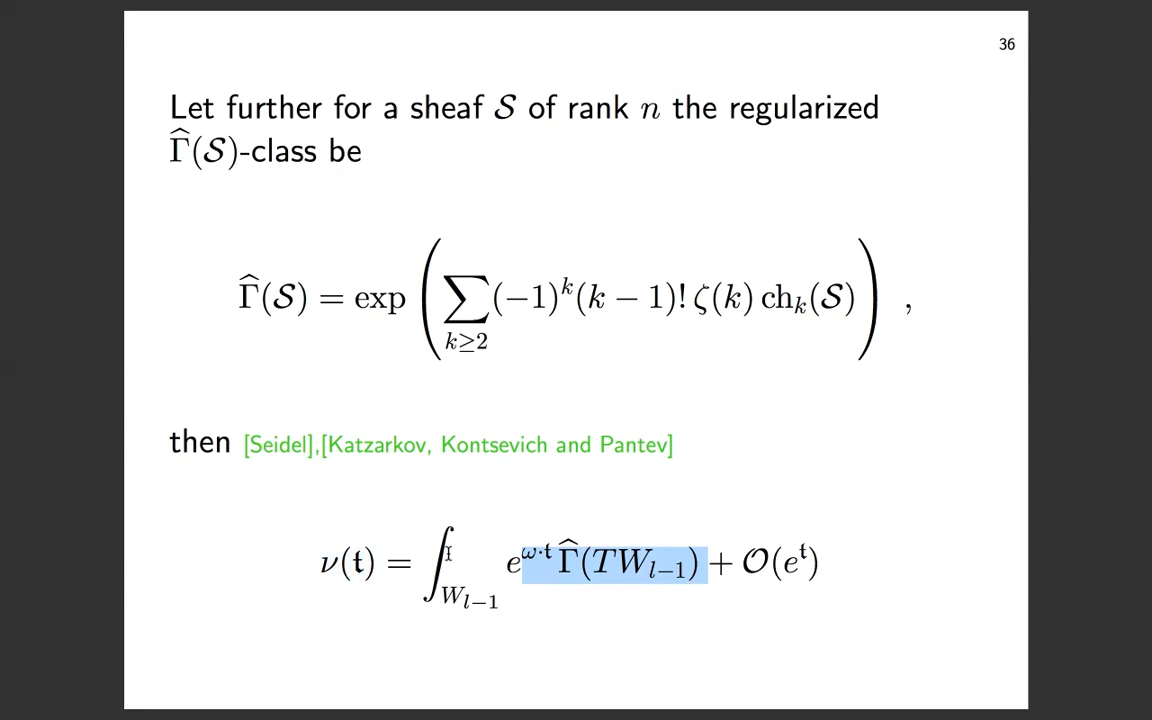 36
Let further for a sheaf 𝒮 of rank n the regularized
Γ̂(𝒮)-class be
Γ̂(𝒮) = exp ( ∑_{k≥2} (−1)^k (k − 1)! ζ(k) ch_k(𝒮) ) ,
then [Seidel],[Katzarkov, Kontsevich and Pantev]
ν(𝔱) = ∫_{W_{l−1}} e^{ω·𝔱} Γ̂(TW_{l−1}) + 𝒪(e^𝔱)